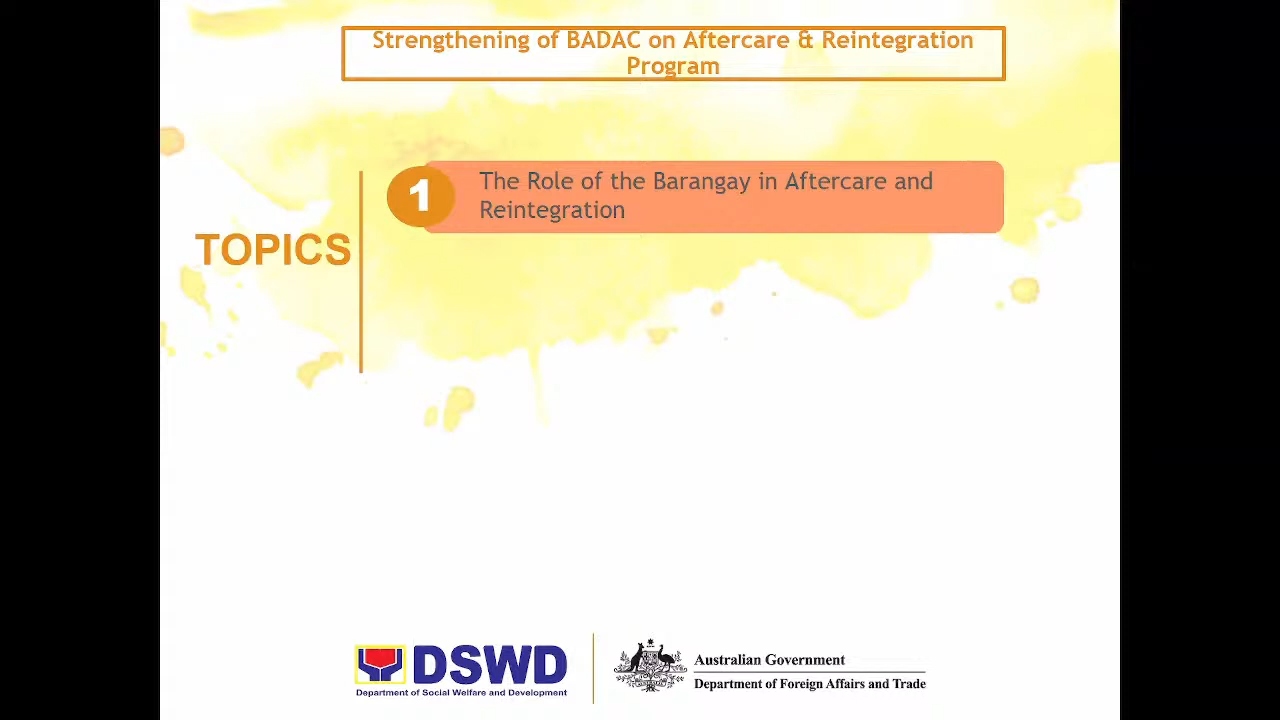 Strengthening of BADAC on Aftercare & Reintegration
Program
1
The Role of the Barangay in Aftercare and
Reintegration
TOPICS
DSWD
Department of Social Welfare and Development
Australian Government
Department of Foreign Affairs and Trade